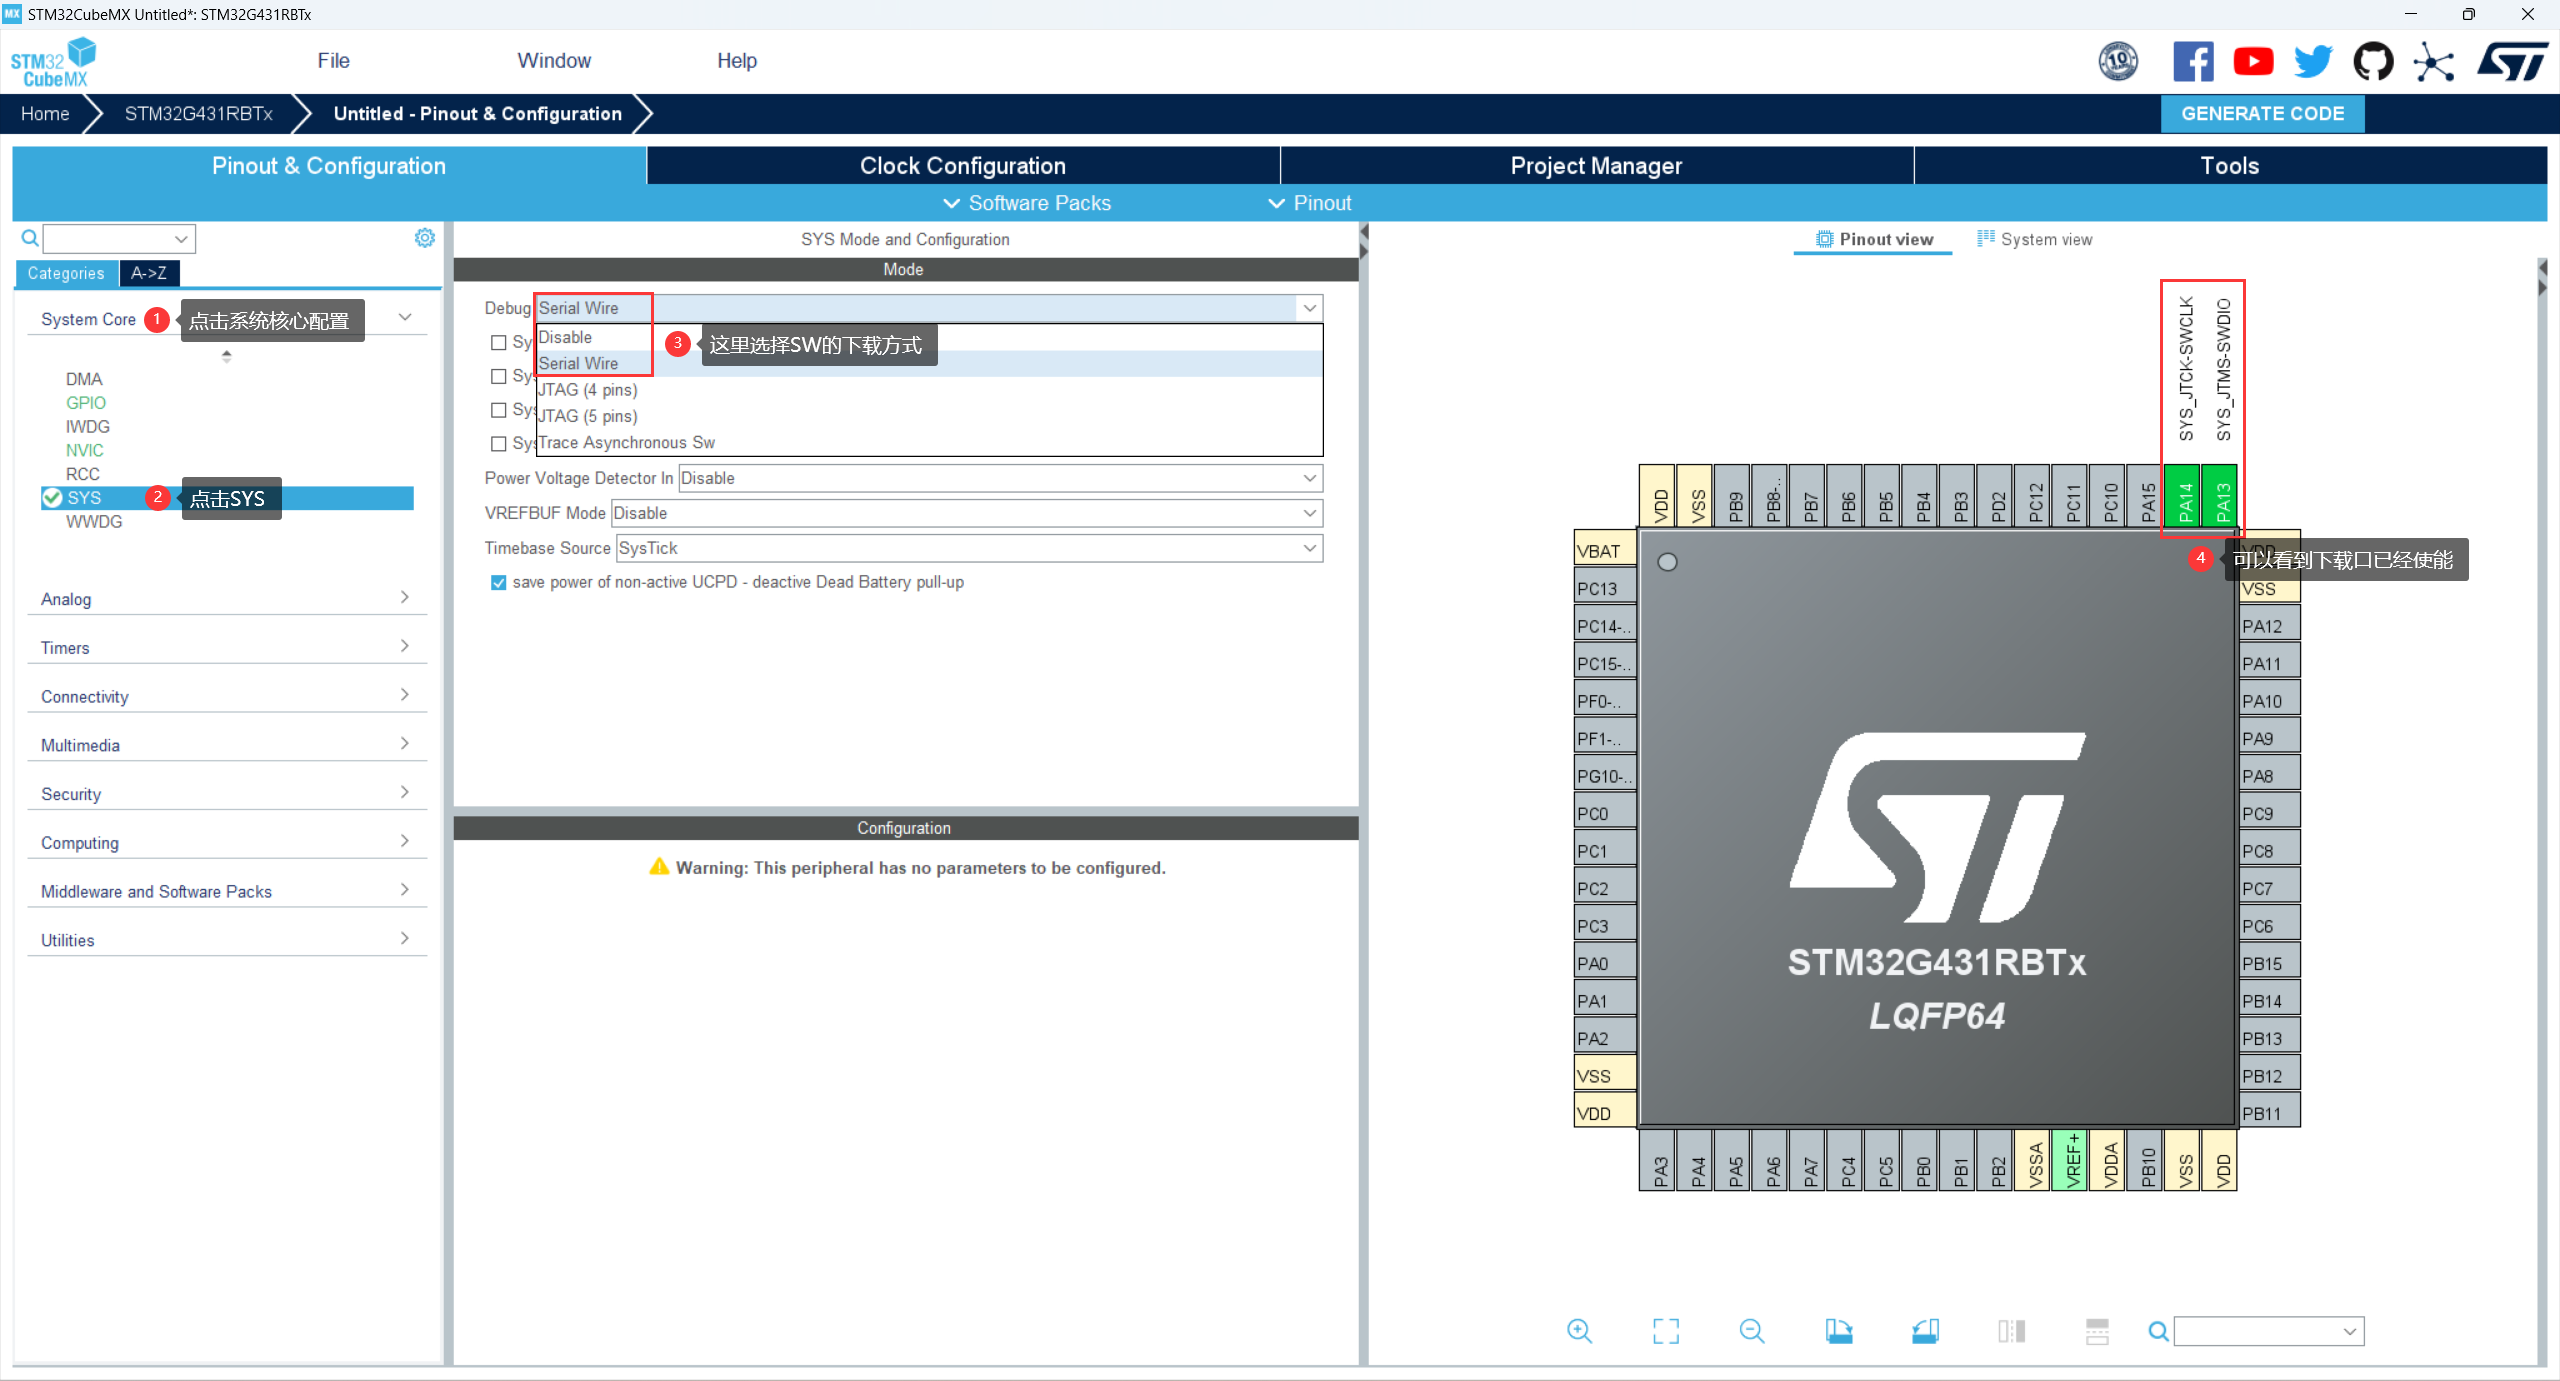 MX STM32CubeMX Untitled*: STM32G431RBTx
STM32
CubeMX
File
Window
Help
10
Home
STM32G431RBTx
Untitled - Pinout & Configuration
GENERATE CODE
Pinout & Configuration
Clock Configuration
Project Manager
Tools
Software Packs
Pinout
Categories
A->Z
System Core
1
点击系统核心配置
DMA
GPIO
IWDG
NVIC
RCC
SYS
2
点击SYS
WWDG
Analog
Timers
Connectivity
Multimedia
Security
Computing
Middleware and Software Packs
Utilities
SYS Mode and Configuration
Mode
Debug Serial Wire
Disable
Serial Wire
JTAG (4 pins)
JTAG (5 pins)
Trace Asynchronous Sw
Sy
Sys
Sys
Sys
3
这里选择SW的下载方式
Power Voltage Detector In Disable
VREFBUF Mode Disable
Timebase Source SysTick
save power of non-active UCPD - deactive Dead Battery pull-up
Configuration
Warning: This peripheral has no parameters to be configured.
Pinout view
System view
SYS_JTCK-SWCLK
SYS_JTMS-SWDIO
VDD
VSS
PB9
PB8-..
PB7
PB6
PB5
PB4
PB3
PD2
PC12
PC11
PC10
PA15
PA14
PA13
4
可以看到下载口已经使能
VBAT
PC13
PC14-..
PC15-..
PF0-..
PF1-..
PG10-..
PC0
PC1
PC2
PC3
PA0
PA1
PA2
VSS
VDD
VDD
VSS
PA12
PA11
PA10
PA9
PA8
PC9
PC8
PC7
PC6
PB15
PB14
PB13
PB12
PB11
ST
STM32G431RBTx
LQFP64
PA3
PA4
PA5
PA6
PA7
PC4
PC5
PB0
PB1
PB2
VSSA
VREF+
VDDA
PB10
VSS
VDD